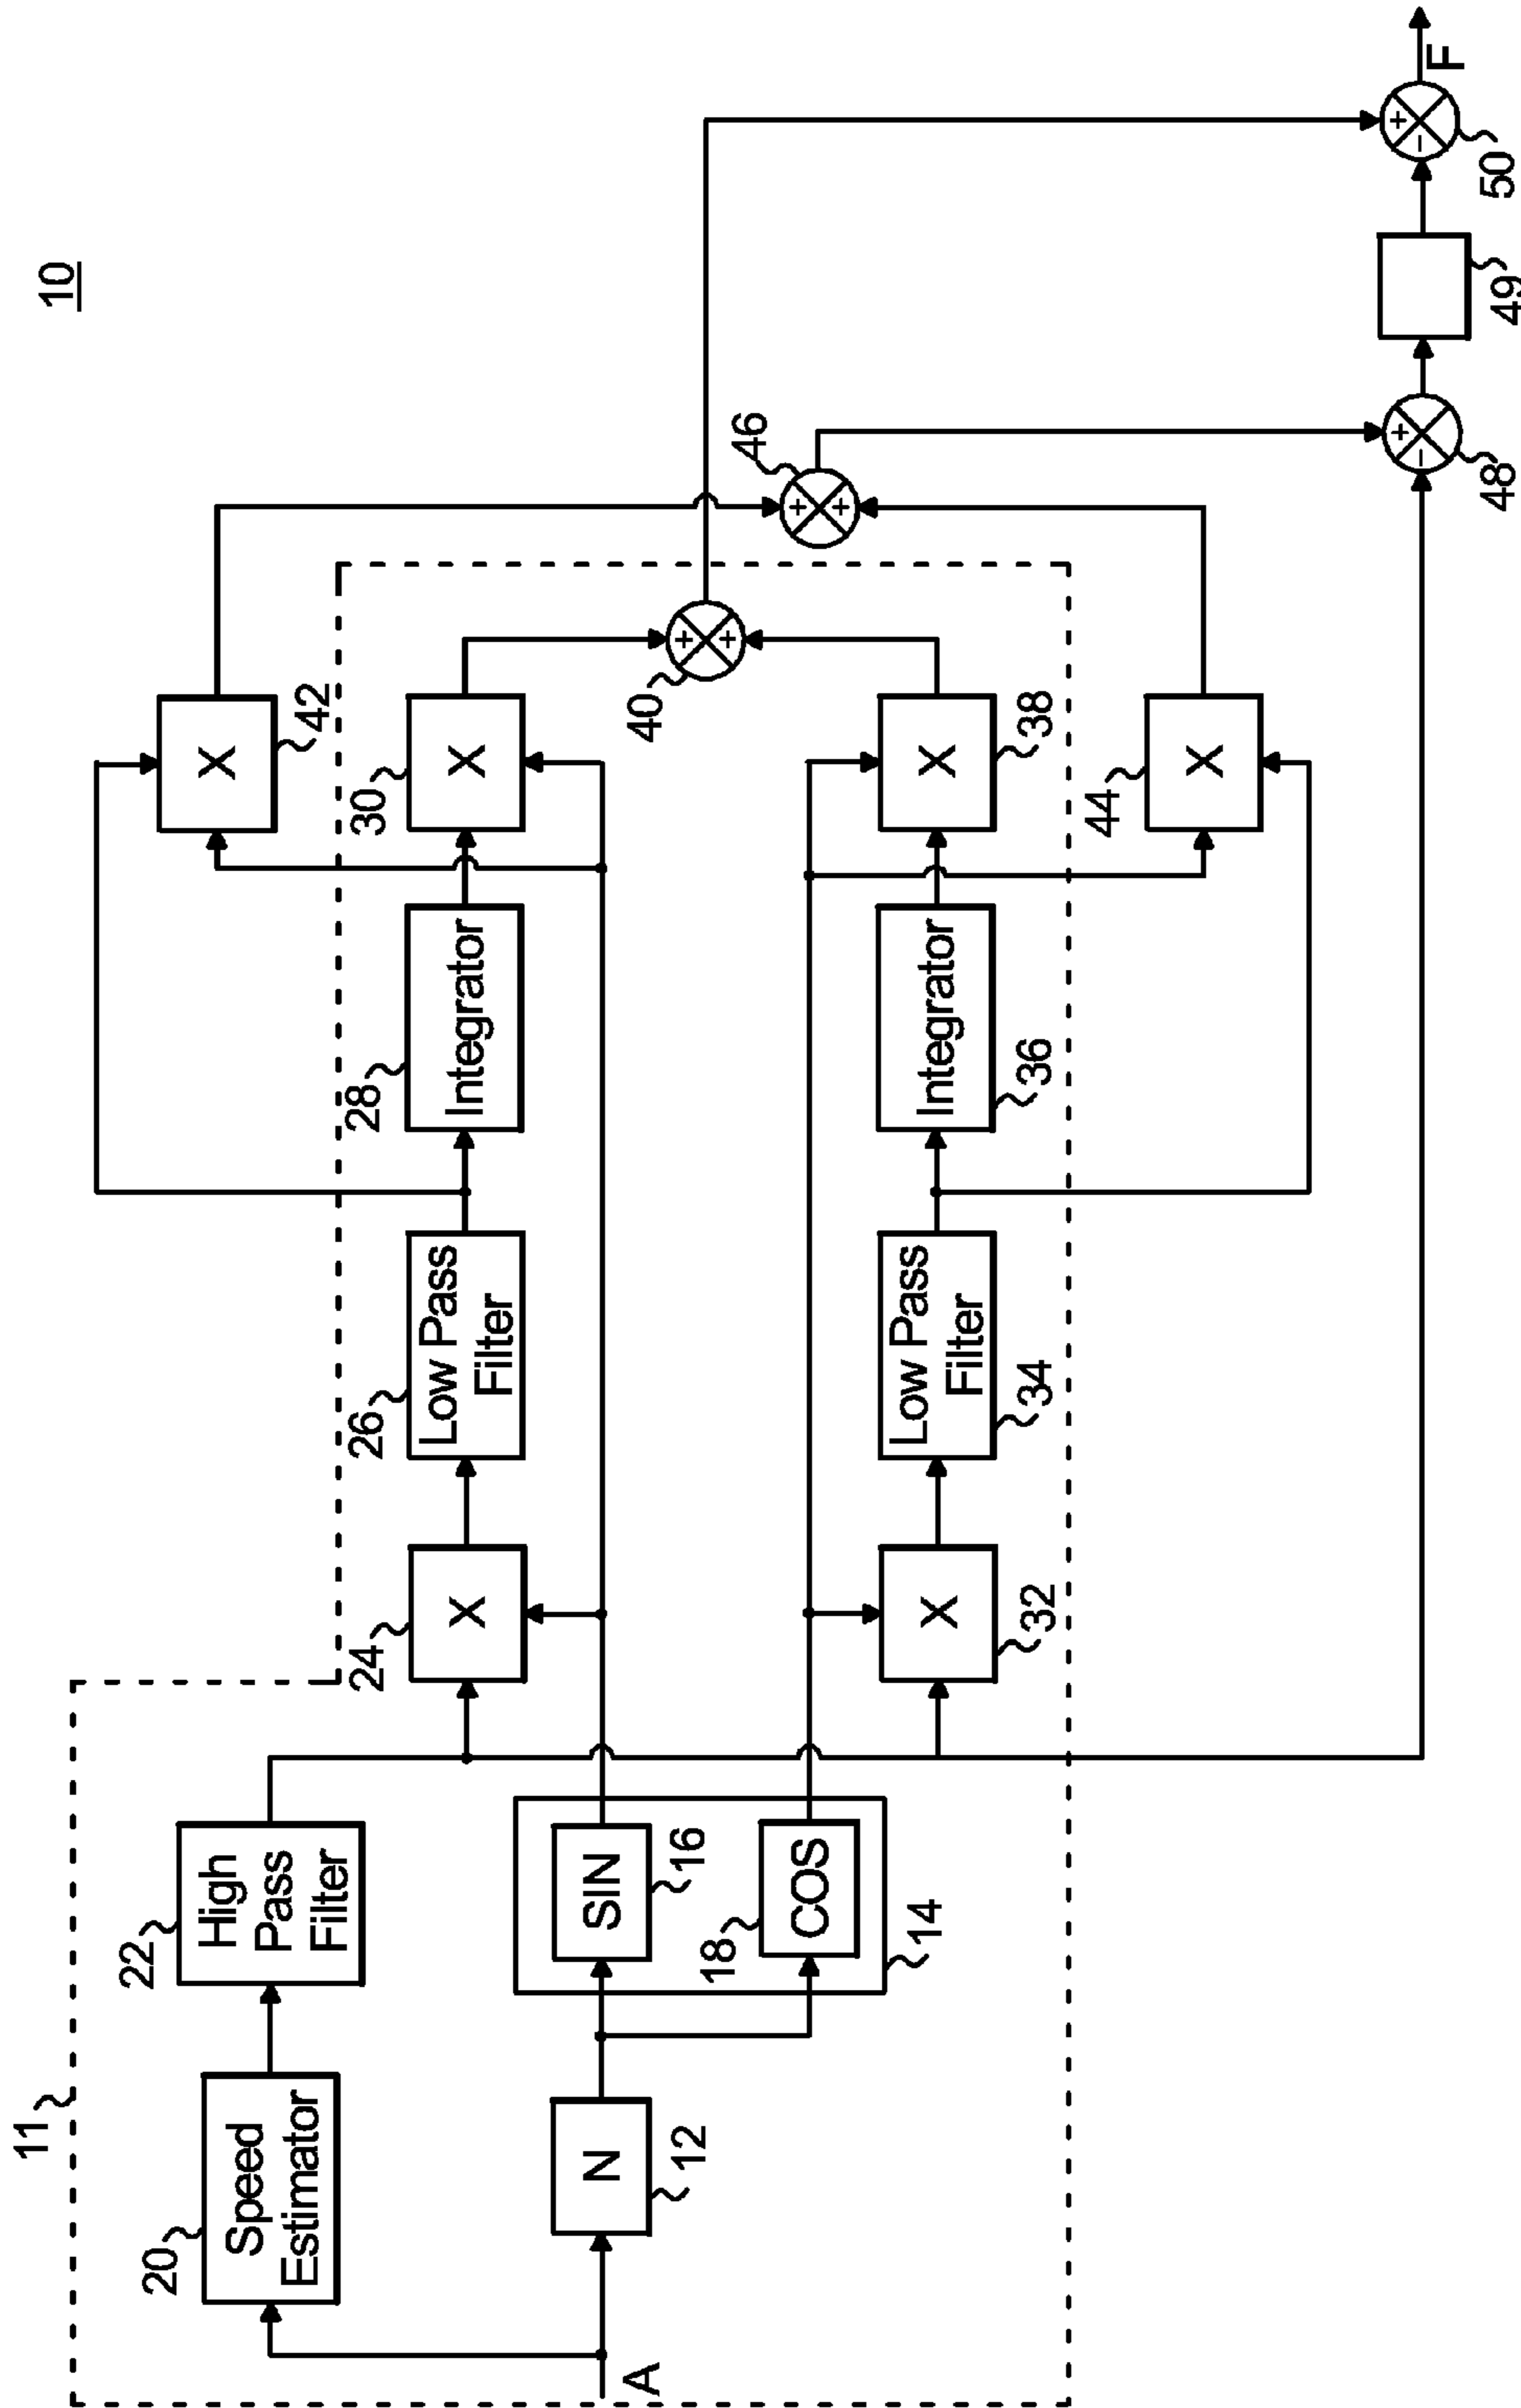 10
11
20
Speed
Estimator
22
High
Pass
Filter
A
N
12
SIN
16
18
COS
14
24
X
26
Low Pass
Filter
28
Integrator
30
X
X
42
32
X
34
Low Pass
Filter
36
Integrator
38
X
44
X
40
+
+
46
+
+
48
+
-
49
50
+
-
F